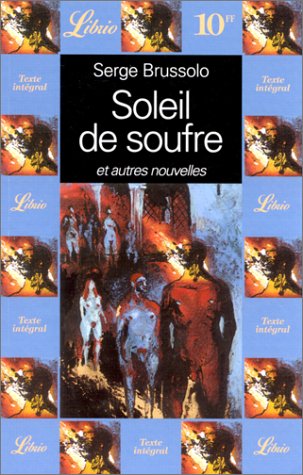 Librio
10FF
Serge Brussolo
Texte
intégral
Soleil
de soufre
et autres nouvelles
Texte
intégral
Librio
Librio
Texte
intégral
Texte
intégral
Librio
Texte
intégral
Librio